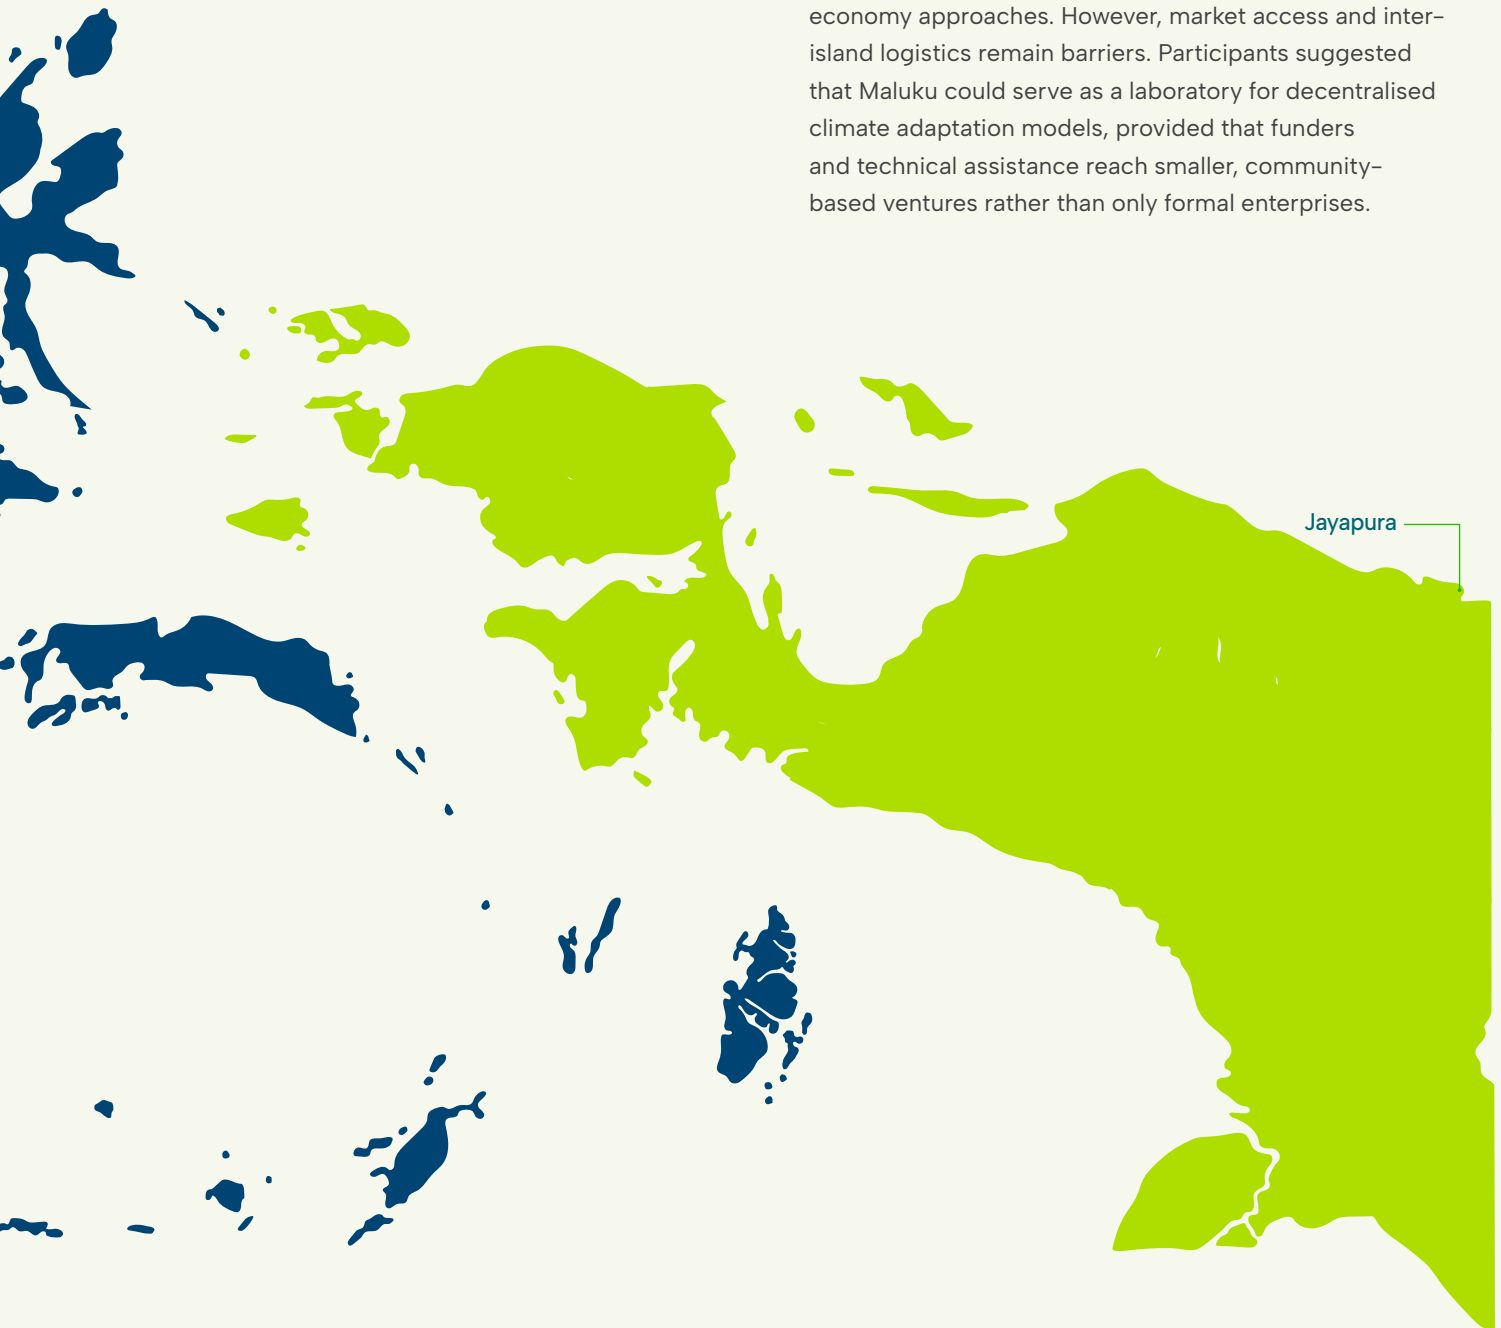 economy approaches. However, market access and inter-
island logistics remain barriers. Participants suggested
that Maluku could serve as a laboratory for decentralised
climate adaptation models, provided that funders
and technical assistance reach smaller, community-
based ventures rather than only formal enterprises.
Jayapura